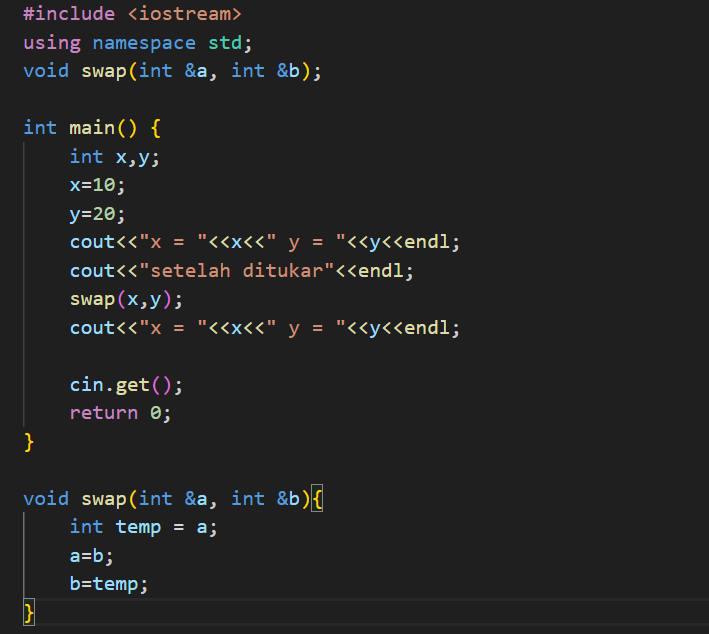 #include <iostream>
using namespace std;
void swap(int &a, int &b);
int main() {
int x,y;
x=10;
y=20;
cout<<"x = "<<x<<" y = "<<y<<endl;
cout<<"setelah ditukar"<<endl;
swap(x,y);
cout<<"x = "<<x<<" y = "<<y<<endl;
cin.get();
return 0;
}
void swap(int &a, int &b){
int temp = a;
a=b;
b=temp;
}